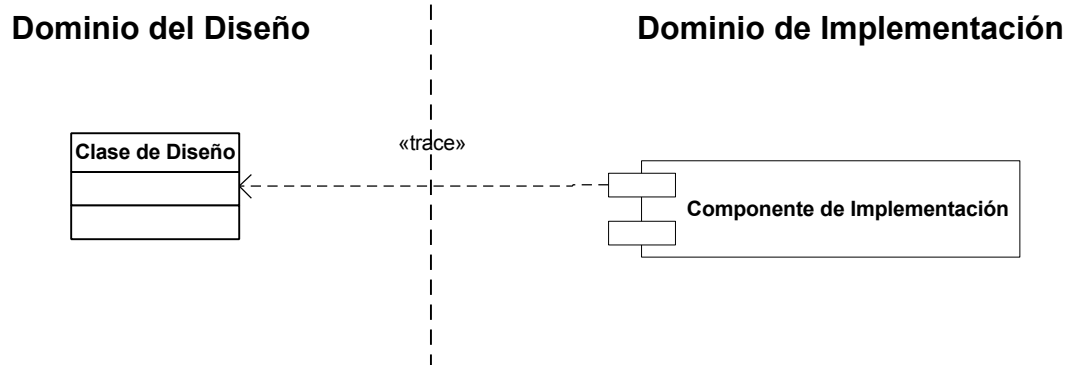 Dominio del Diseño
Dominio de Implementación
«trace»
Clase de Diseño
Componente de Implementación